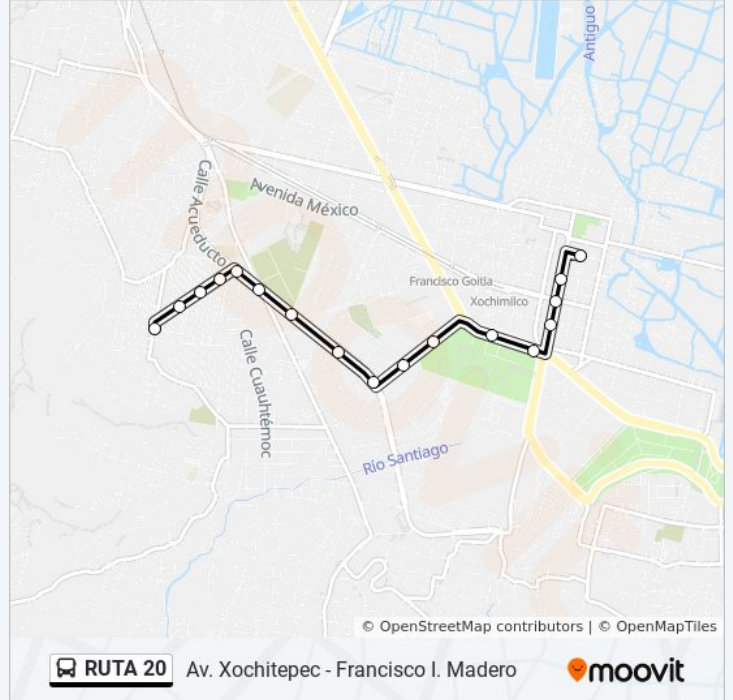 Antiguo
Calle Acueducto
Avenida México
Francisco Goitia
Xochimilco
Calle Cuauhtémoc
Río Santiago
© OpenStreetMap contributors | © OpenMapTiles
RUTA 20 Av. Xochitepec - Francisco I. Madero moovit